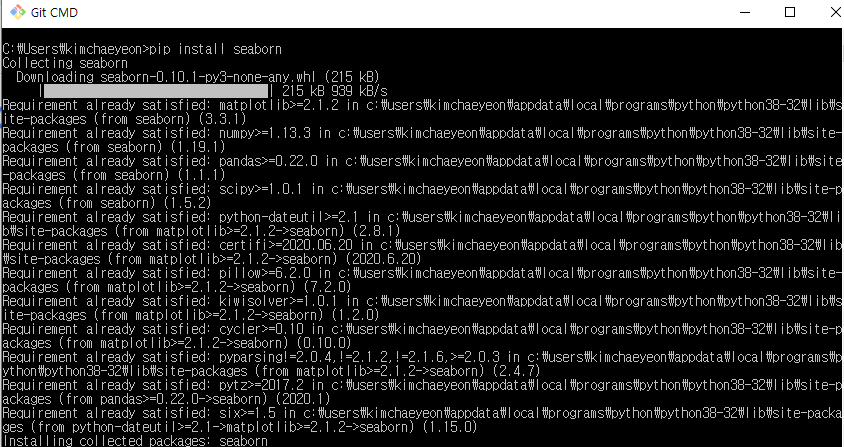 Git CMD
C:₩Users₩kimchaeyeon>pip install seaborn
Collecting seaborn
  Downloading seaborn-0.10.1-py3-none-any.whl (215 kB)
     |████████████████████████████████| 215 kB 939 kB/s
Requirement already satisfied: matplotlib>=2.1.2 in c:₩users₩kimchaeyeon₩appdata₩local₩programs₩python₩python38-32₩lib₩s
ite-packages (from seaborn) (3.3.1)
Requirement already satisfied: numpy>=1.13.3 in c:₩users₩kimchaeyeon₩appdata₩local₩programs₩python₩python38-32₩lib₩site-
packages (from seaborn) (1.19.1)
Requirement already satisfied: pandas>=0.22.0 in c:₩users₩kimchaeyeon₩appdata₩local₩programs₩python₩python38-32₩lib₩site
-packages (from seaborn) (1.1.1)
Requirement already satisfied: scipy>=1.0.1 in c:₩users₩kimchaeyeon₩appdata₩local₩programs₩python₩python38-32₩lib₩site-p
ackages (from seaborn) (1.5.2)
Requirement already satisfied: python-dateutil>=2.1 in c:₩users₩kimchaeyeon₩appdata₩local₩programs₩python₩python38-32₩li
b₩site-packages (from matplotlib>=2.1.2->seaborn) (2.8.1)
Requirement already satisfied: certifi>=2020.06.20 in c:₩users₩kimchaeyeon₩appdata₩local₩programs₩python₩python38-32₩lib
₩site-packages (from matplotlib>=2.1.2->seaborn) (2020.6.20)
Requirement already satisfied: pillow>=6.2.0 in c:₩users₩kimchaeyeon₩appdata₩local₩programs₩python₩python38-32₩lib₩site-
packages (from matplotlib>=2.1.2->seaborn) (7.2.0)
Requirement already satisfied: kiwisolver>=1.0.1 in c:₩users₩kimchaeyeon₩appdata₩local₩programs₩python₩python38-32₩lib₩s
ite-packages (from matplotlib>=2.1.2->seaborn) (1.2.0)
Requirement already satisfied: cycler>=0.10 in c:₩users₩kimchaeyeon₩appdata₩local₩programs₩python₩python38-32₩lib₩site-p
ackages (from matplotlib>=2.1.2->seaborn) (0.10.0)
Requirement already satisfied: pyparsing!=2.0.4,!=2.1.2,!=2.1.6,>=2.0.3 in c:₩users₩kimchaeyeon₩appdata₩local₩programs₩p
ython₩python38-32₩lib₩site-packages (from matplotlib>=2.1.2->seaborn) (2.4.7)
Requirement already satisfied: pytz>=2017.2 in c:₩users₩kimchaeyeon₩appdata₩local₩programs₩python₩python38-32₩lib₩site-p
ackages (from pandas>=0.22.0->seaborn) (2020.1)
Requirement already satisfied: six>=1.5 in c:₩users₩kimchaeyeon₩appdata₩local₩programs₩python₩python38-32₩lib₩site-packa
ges (from python-dateutil>=2.1->matplotlib>=2.1.2->seaborn) (1.15.0)
Installing collected packages: seaborn